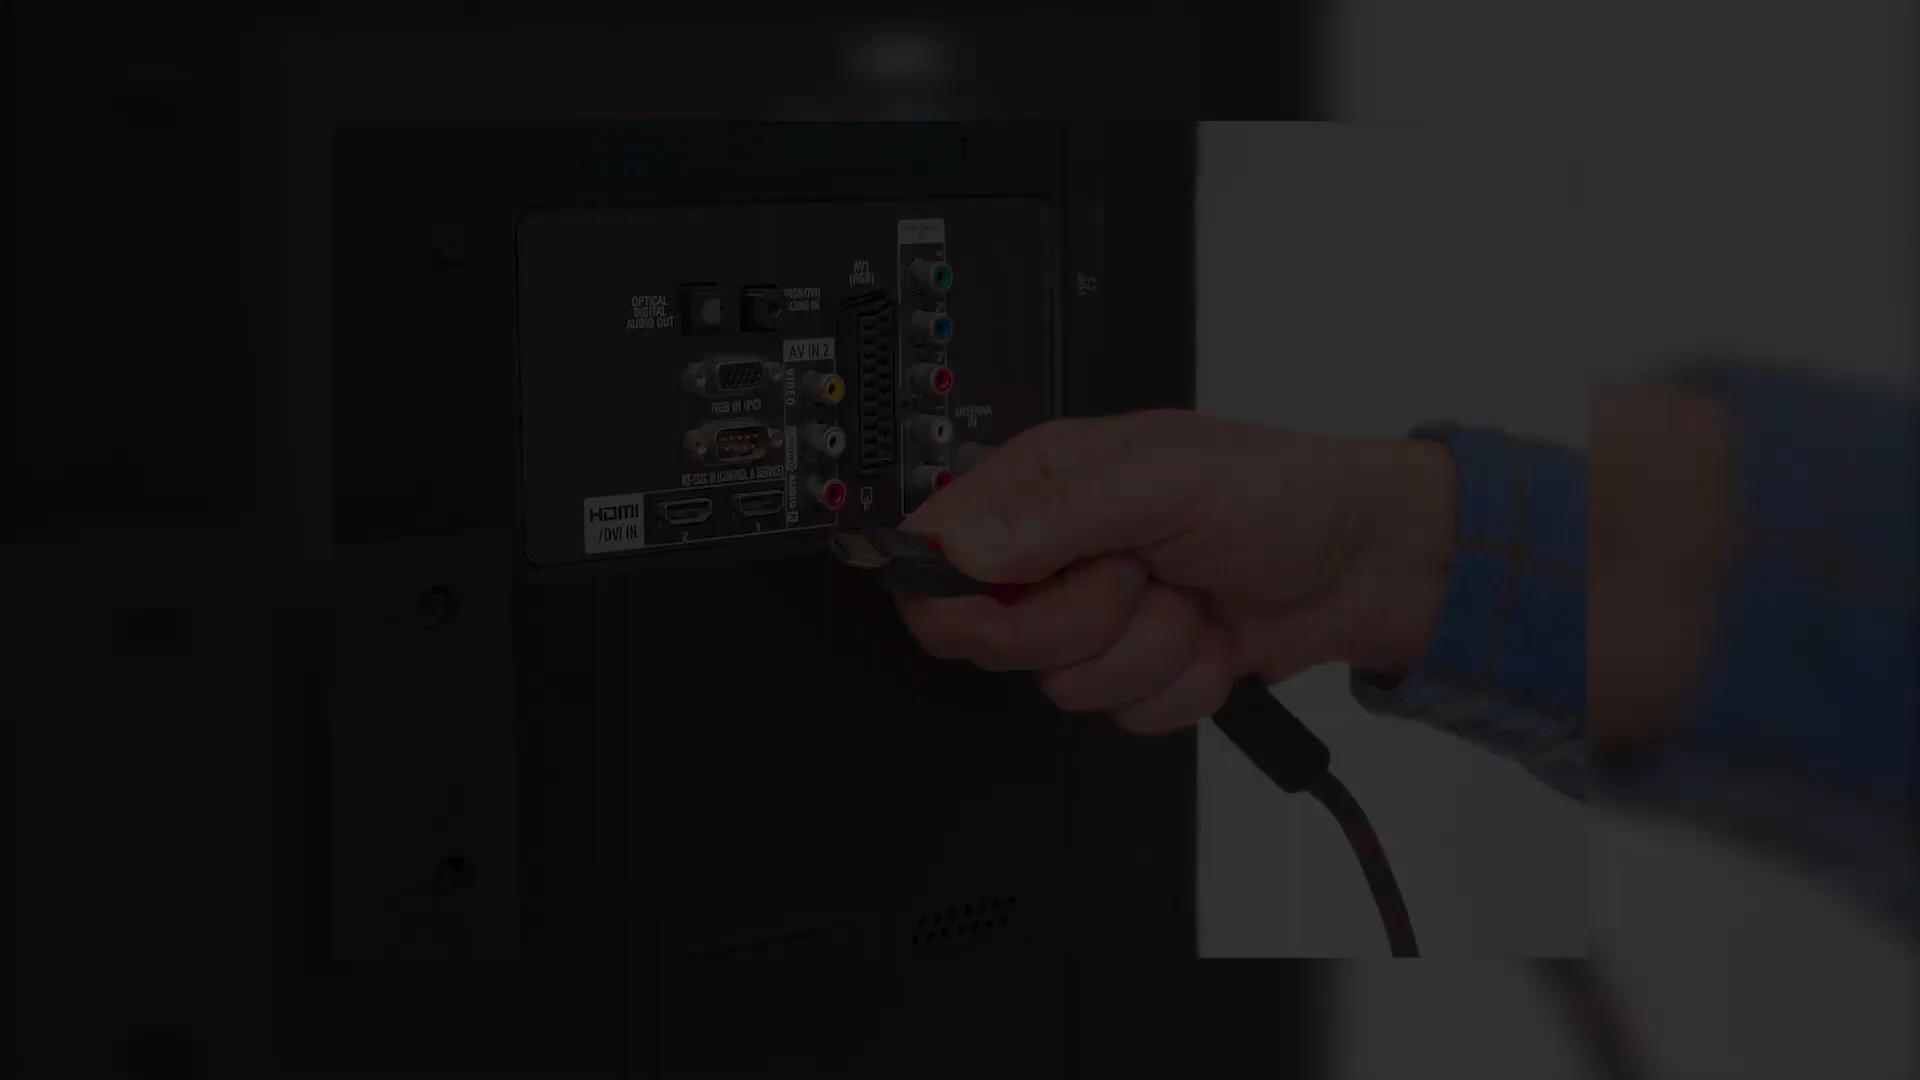 AV1
(RGB)
OPTICAL
DIGITAL
AUDIO OUT
(RGB/DVI)
AUDIO IN
AV IN 2
VIDEO
RGB IN (PC)
ANTENNA
IN
AUDIO
RS-232C IN (CONTROL & SERVICE)
HDMI
/DVI IN
2
1